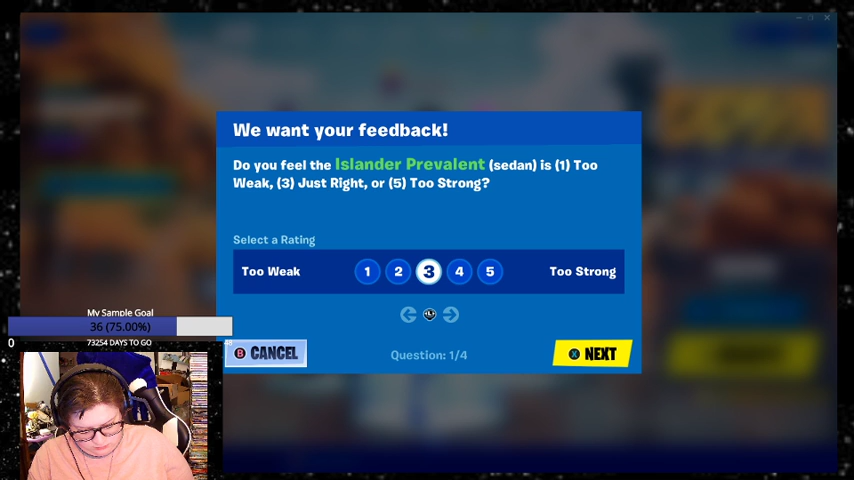 We want your feedback!
Do you feel the Islander Prevalent (sedan) is (1) Too
Weak, (3) Just Right, or (5) Too Strong?
Select a Rating
Too Weak 1 2 3 4 5 Too Strong
L
My Sample Goal
36 (75.00%)
0 48
73254 DAYS TO GO
B CANCEL
Question: 1/4
X NEXT